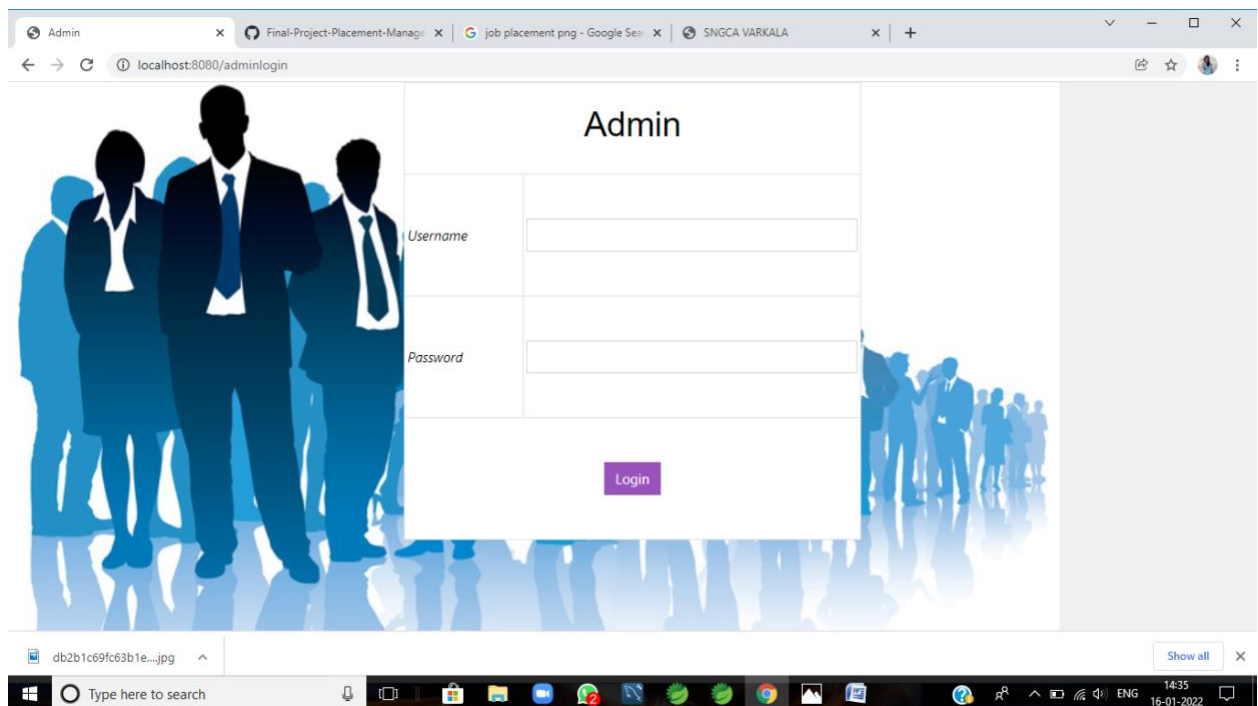 Admin
Final-Project-Placement-Manage
job placement png - Google Sea
SNGCA VARKALA
localhost:8080/adminlogin
Admin
Username
Password
Login
db2b1c69fc63b1e....jpg
Show all
Type here to search
2
ENG
14:35
16-01-2022